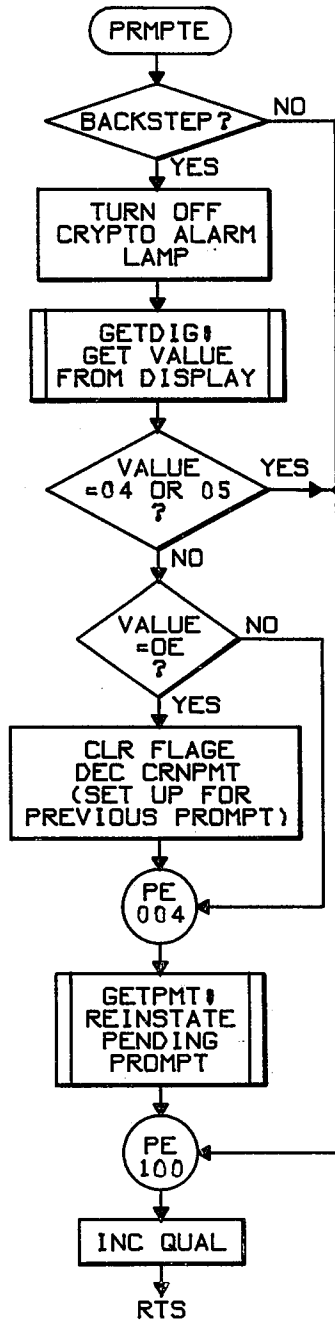 PRMPTE
BACKSTEP?
NO
YES
TURN OFF
CRYPTO ALARM
LAMP
GETDIG:
GET VALUE
FROM DISPLAY
VALUE
=04 OR 05
?
YES
NO
VALUE
=0E
?
NO
YES
CLR FLAGE
DEC CRNPMT
(SET UP FOR
PREVIOUS PROMPT)
PE
004
GETPMT:
REINSTATE
PENDING
PROMPT
PE
100
INC QUAL
RTS